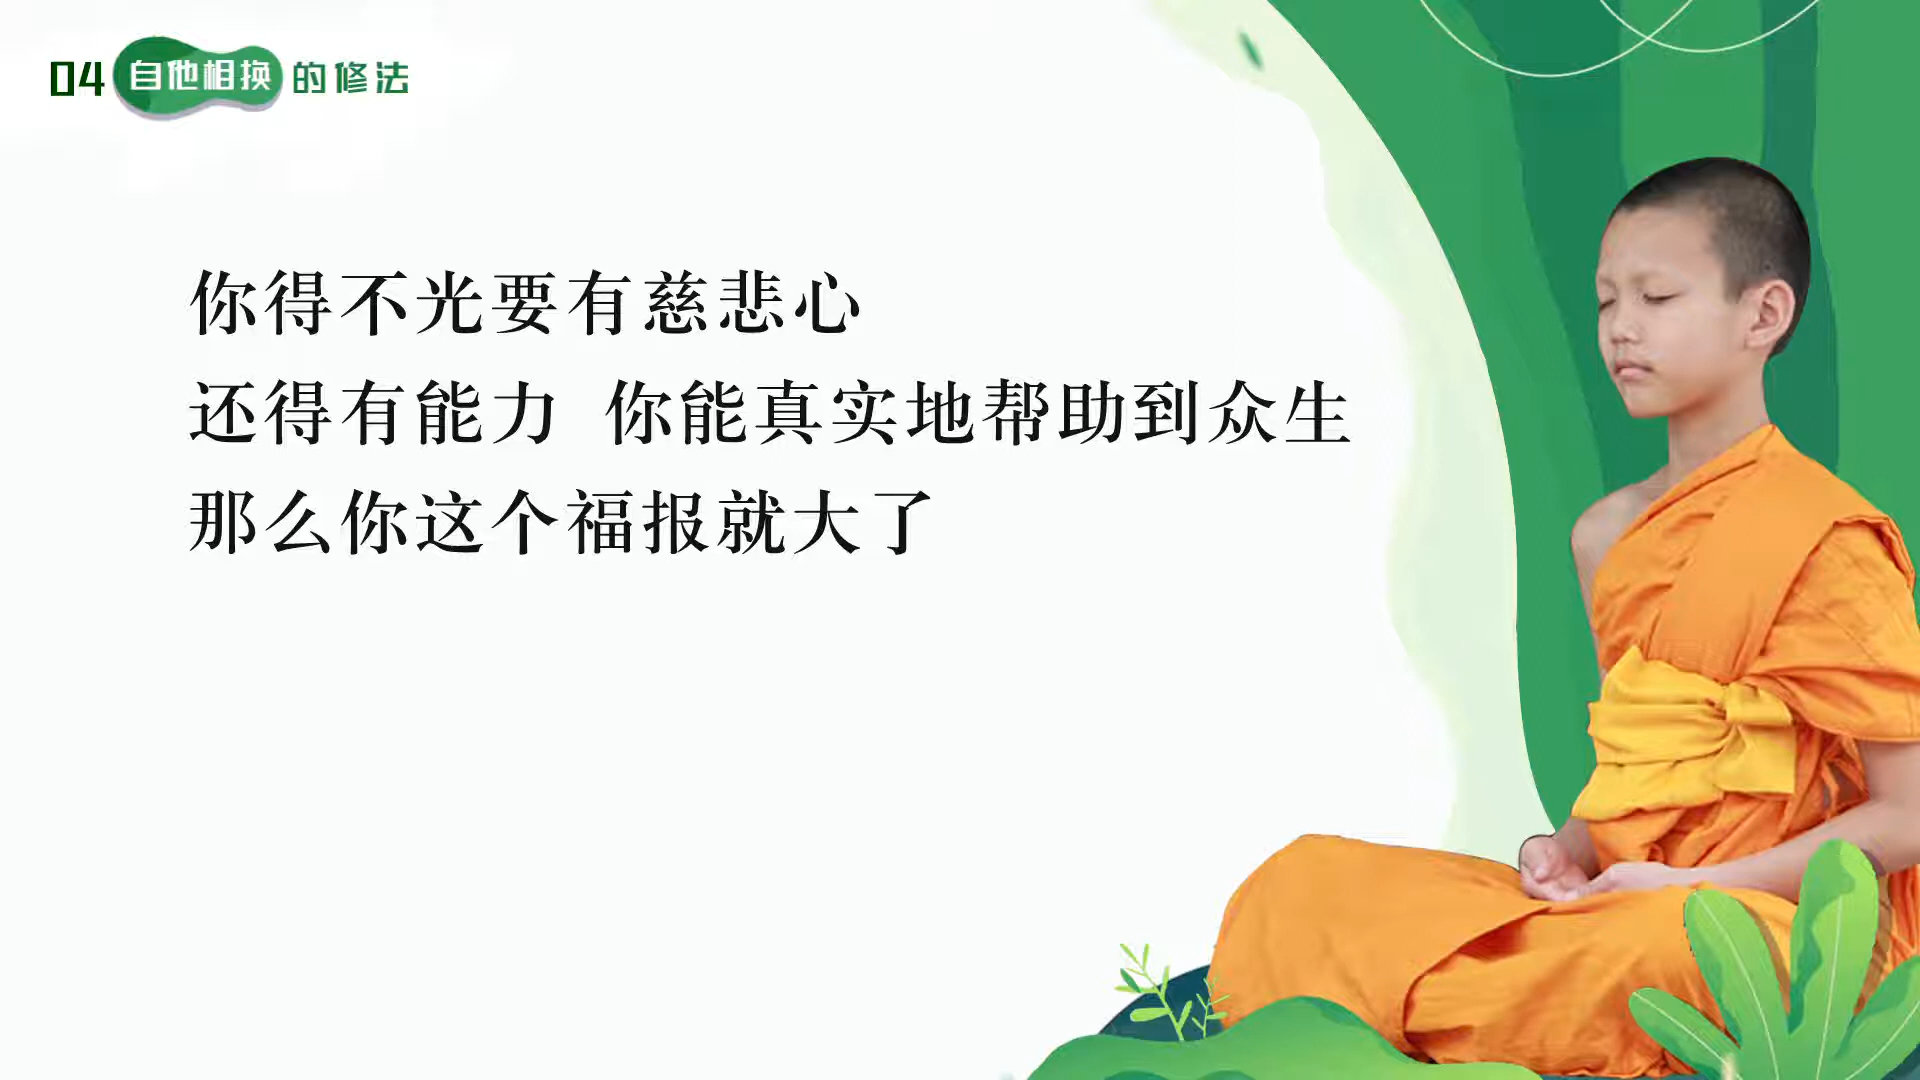 04 自他相换的修法
你得不光要有慈悲心
还得有能力 你能真实地帮助到众生
那么你这个福报就大了